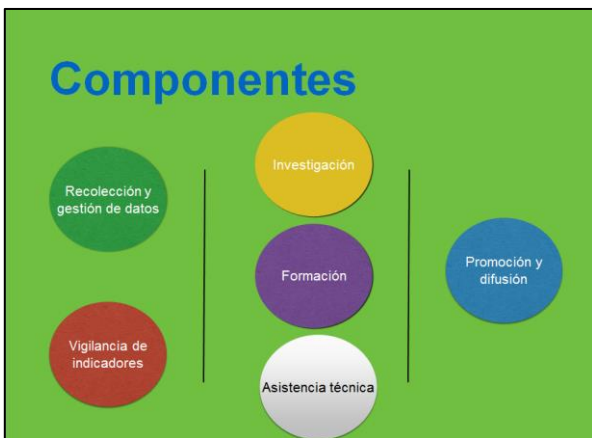 Componentes
Recolección y
gestión de datos
Vigilancia de
indicadores
Investigación
Formación
Asistencia técnica
Promoción y
difusión